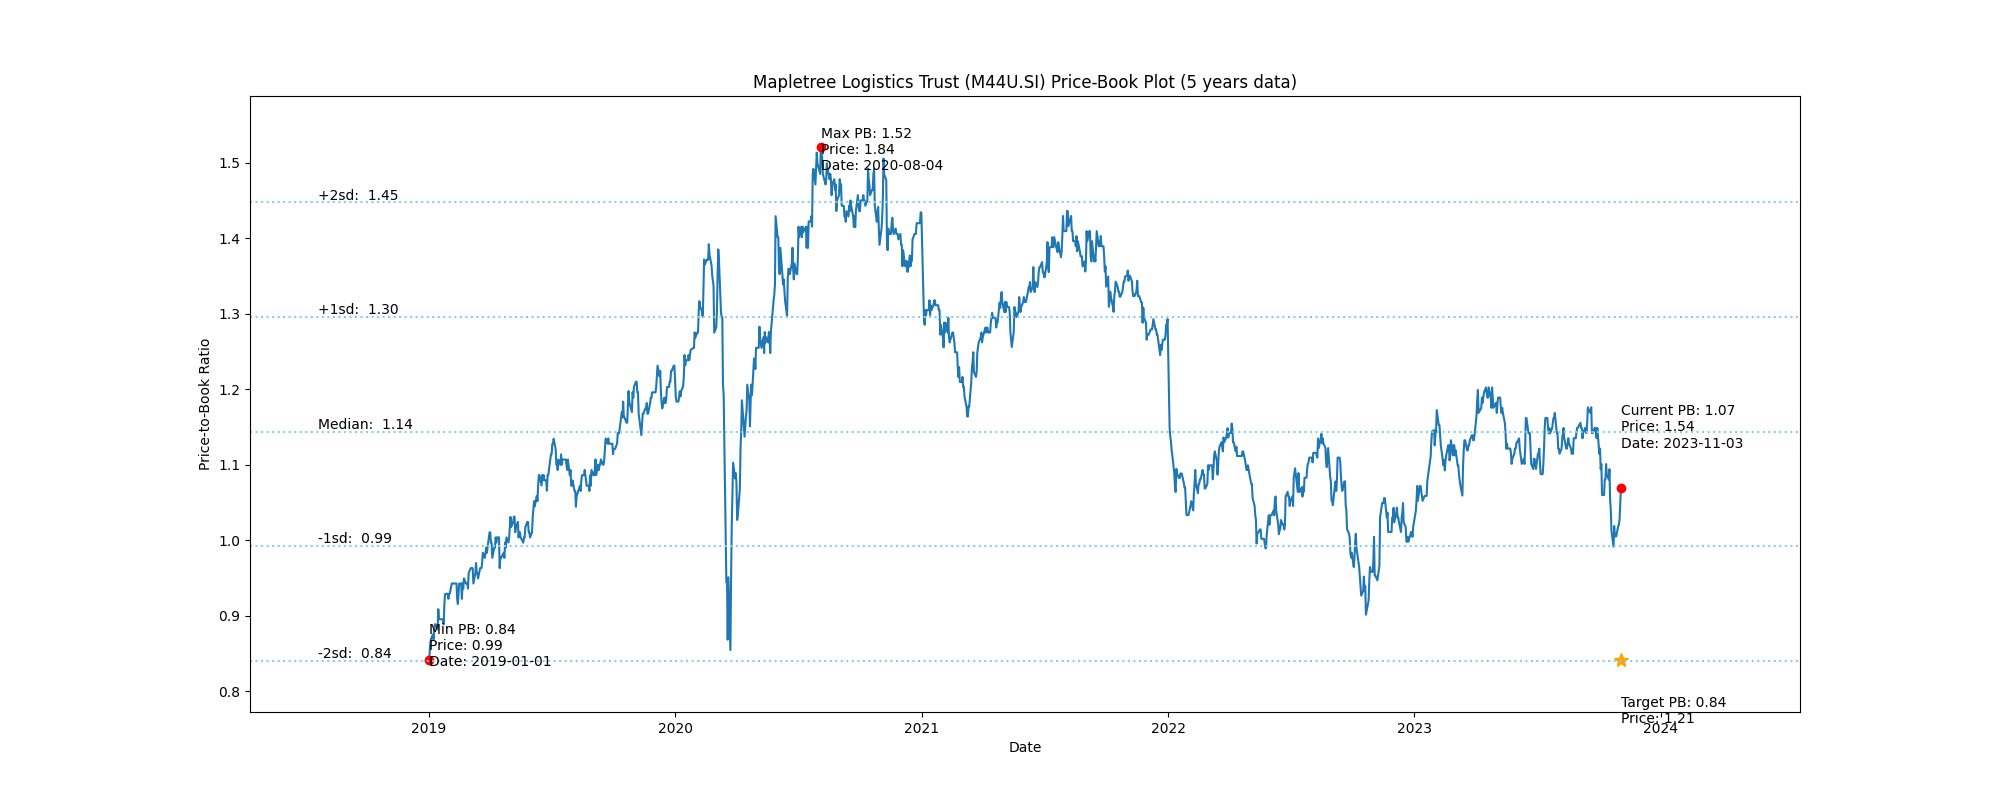 Mapletree Logistics Trust (M44U.SI) Price-Book Plot (5 years data)
Max PB: 1.52
Price: 1.84
Date: 2020-08-04
+2sd:  1.45
+1sd:  1.30
Median:  1.14
-1sd:  0.99
-2sd:  0.84
Current PB: 1.07
Price: 1.54
Date: 2023-11-03
Min PB: 0.84
Price: 0.99
Date: 2019-01-01
Target PB: 0.84
Price: 1.21
Price-to-Book Ratio
1.5
1.4
1.3
1.2
1.1
1.0
0.9
0.8
2019
2020
2021
2022
2023
2024
Date